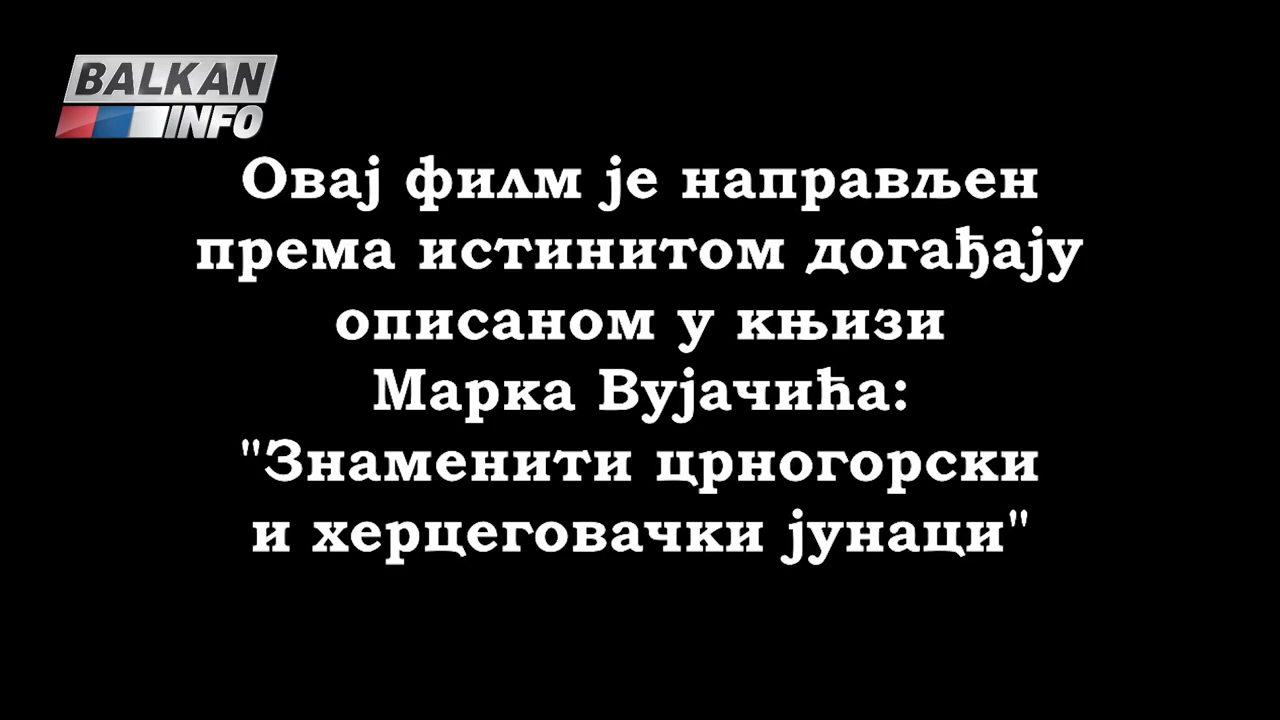 BALKAN
INFO
Овај филм је направљен
према истинитом догађају
описаном у књизи
Марка Вујачића:
"Знаменити црногорски
и херцеговачки јунаци"